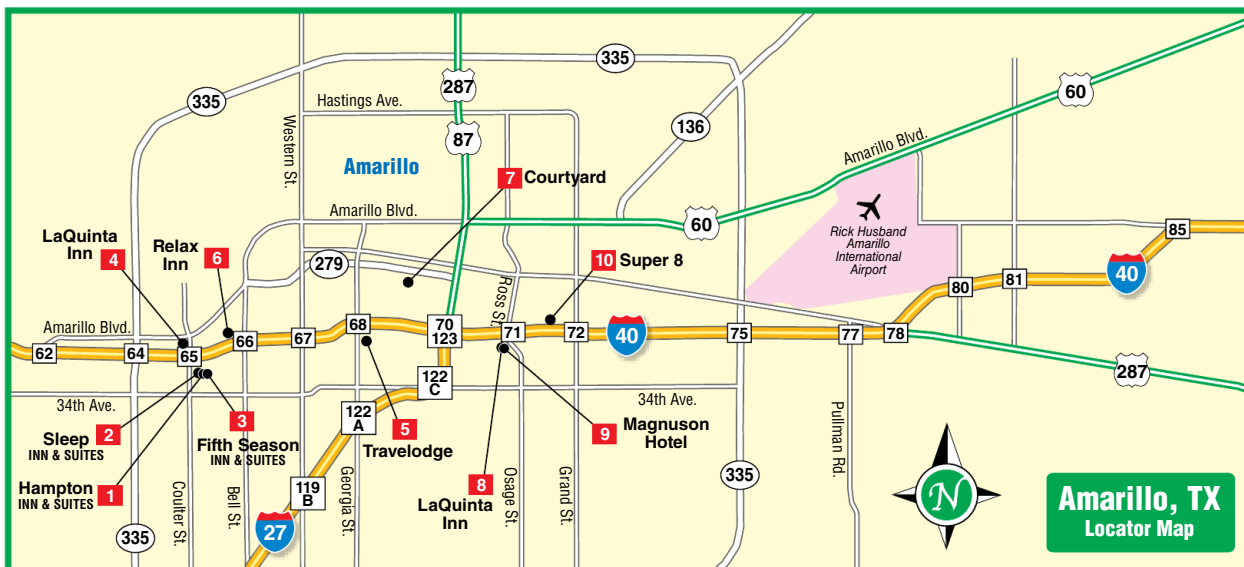 335
335
287
87
Hastings Ave.
Western St.
136
60
Amarillo Blvd.
Amarillo
7 Courtyard
Amarillo Blvd.
60
Rick Husband
Amarillo
International
Airport
85
40
LaQuinta
Inn
4
Relax
Inn
6
279
10 Super 8
Ross St.
80
81
Amarillo Blvd.
62
64
65
66
67
68
70
123
71
72
40
75
77
78
287
122
C
34th Ave.
34th Ave.
122
A
Sleep
INN & SUITES
2
3
Fifth Season
INN & SUITES
5
Travelodge
9
Magnuson
Hotel
Pullman Rd.
Hampton
INN & SUITES
1
8
LaQuinta
Inn
119
B
Coulter St.
Bell St.
Georgia St.
Osage St.
Grand St.
335
335
27
N
Amarillo, TX
Locator Map